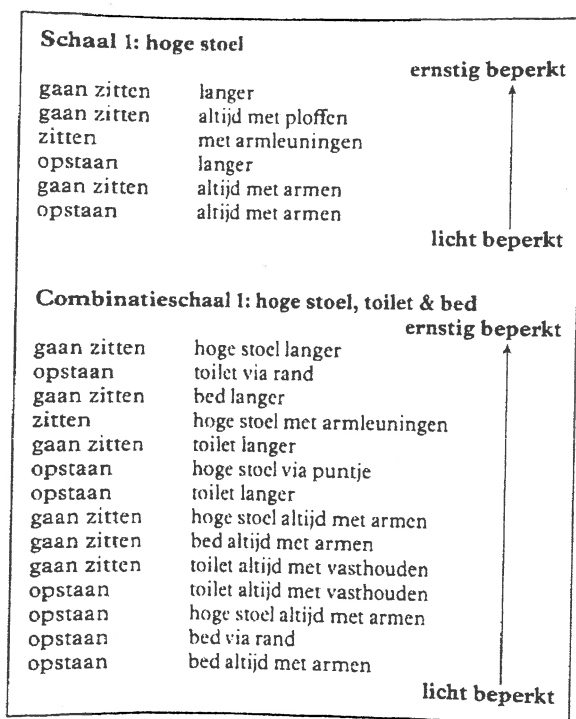 Schaal 1: hoge stoel
ernstig beperkt
gaan zitten langer
gaan zitten altijd met ploffen
zitten met armleuningen
opstaan langer
gaan zitten altijd met armen
opstaan altijd met armen
licht beperkt
Combinatieschaal 1: hoge stoel, toilet & bed
ernstig beperkt
gaan zitten hoge stoel langer
opstaan toilet via rand
gaan zitten bed langer
zitten hoge stoel met armleuningen
gaan zitten toilet langer
opstaan hoge stoel via puntje
opstaan toilet langer
gaan zitten hoge stoel altijd met armen
gaan zitten bed altijd met armen
gaan zitten toilet altijd met vasthouden
opstaan toilet altijd met vasthouden
opstaan hoge stoel altijd met armen
opstaan bed via rand
opstaan bed altijd met armen
licht beperkt